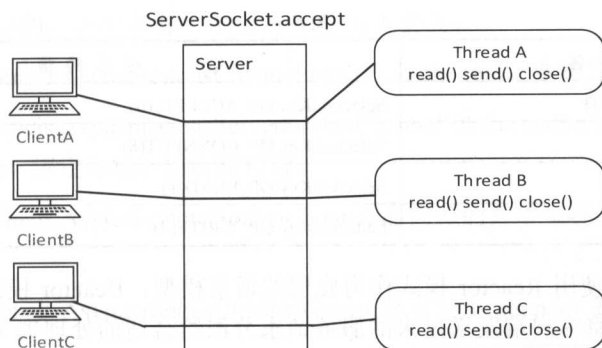 ServerSocket.accept
Server
Thread A
read() send() close()
ClientA
Thread B
read() send() close()
ClientB
Thread C
read() send() close()
ClientC